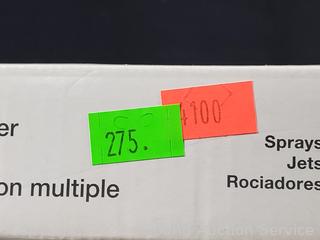 4100
275.
er
on multiple
Sprays
Jets
Rociadores
Auction Service